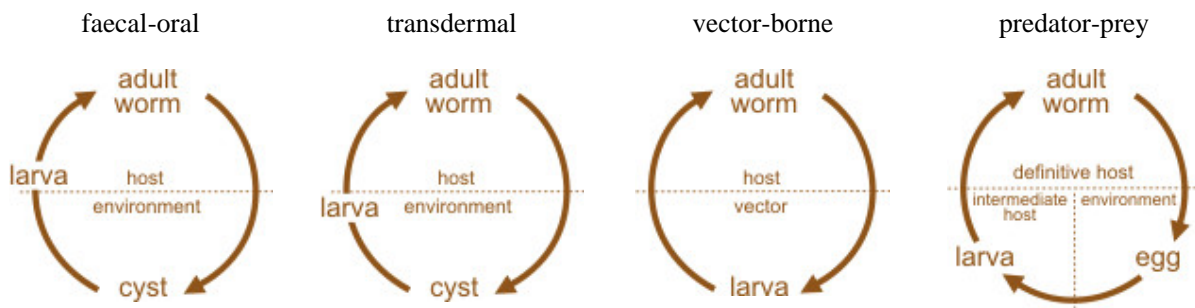 faecal-oral
transdermal
vector-borne
predator-prey
adult
worm
larva
host
environment
cyst
adult
worm
host
larva
environment
cyst
adult
worm
host
vector
larva
adult
worm
definitive host
intermediate
host
environment
larva
egg